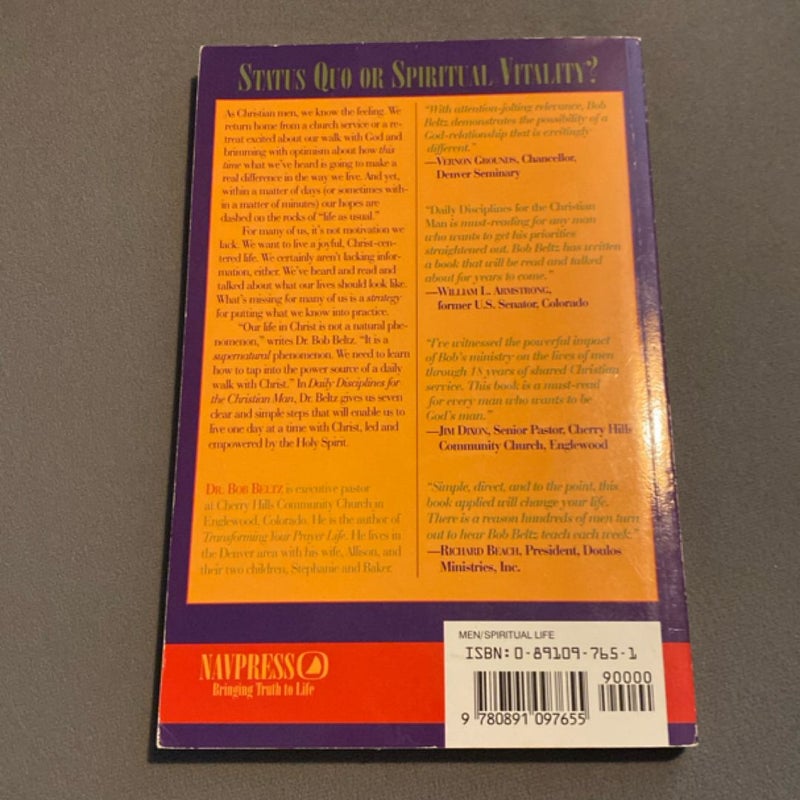 STATUS QUO OR SPIRITUAL VITALITY?
As Christian men, we know the feeling. We
return home from a church service or a re-
treat excited about our walk with God and
brimming with optimism about how this
time what we've heard is going to make a
real difference in the way we live. And yet,
within a matter of days (or sometimes with-
in a matter of minutes) our hopes are
dashed on the rocks of "life as usual."
For many of us, it's not motivation we
lack. We want to live a joyful, Christ-cen-
tered life. We certainly aren't lacking infor-
mation, either. We've heard and read and
talked about what our lives should look like.
What's missing for many of us is a strategy
for putting what we know into practice.
"Our life in Christ is not a natural phe-
nomenon," writes Dr. Bob Beltz. "It is a
supernatural phenomenon. We need to learn
how to tap into the power source of a daily
walk with Christ." In Daily Disciplines for
the Christian Man, Dr. Beltz gives us seven
clear and simple steps that will enable us to
live one day at a time with Christ, led and
empowered by the Holy Spirit.
DR. BOB BELTZ is executive pastor
at Cherry Hills Community Church in
Englewood, Colorado. He is the author of
Transforming Your Prayer Life. He lives in
the Denver area with his wife, Allison, and
their two children, Stephanie and Baker.
"With attention-jolting relevance, Bob
Beltz demonstrates the possibility of a
God-relationship that is excitingly
different."
—VERNON GROUNDS, Chancellor,
Denver Seminary
"Daily Disciplines for the Christian
Man is must-reading for any man
who wants to get his priorities
straightened out. Bob Beltz has written
a book that will be read and talked
about for years to come."
—WILLIAM L. ARMSTRONG,
former U.S. Senator, Colorado
"I've witnessed the powerful impact
of Bob's ministry on the lives of men
through 18 years of shared Christian
service. This book is a must-read
for every man who wants to be
God's man."
—JIM DIXON, Senior Pastor, Cherry Hills
Community Church, Englewood
"Simple, direct, and to the point, this
book applied will change your life.
There is a reason hundreds of men turn
out to hear Bob Beltz teach each week."
—RICHARD BEACH, President, Doulos
Ministries, Inc.
NAVPRESS
Bringing Truth to Life
MEN/SPIRITUAL LIFE
ISBN: 0-89109-765-1
90000
9 780891 097655